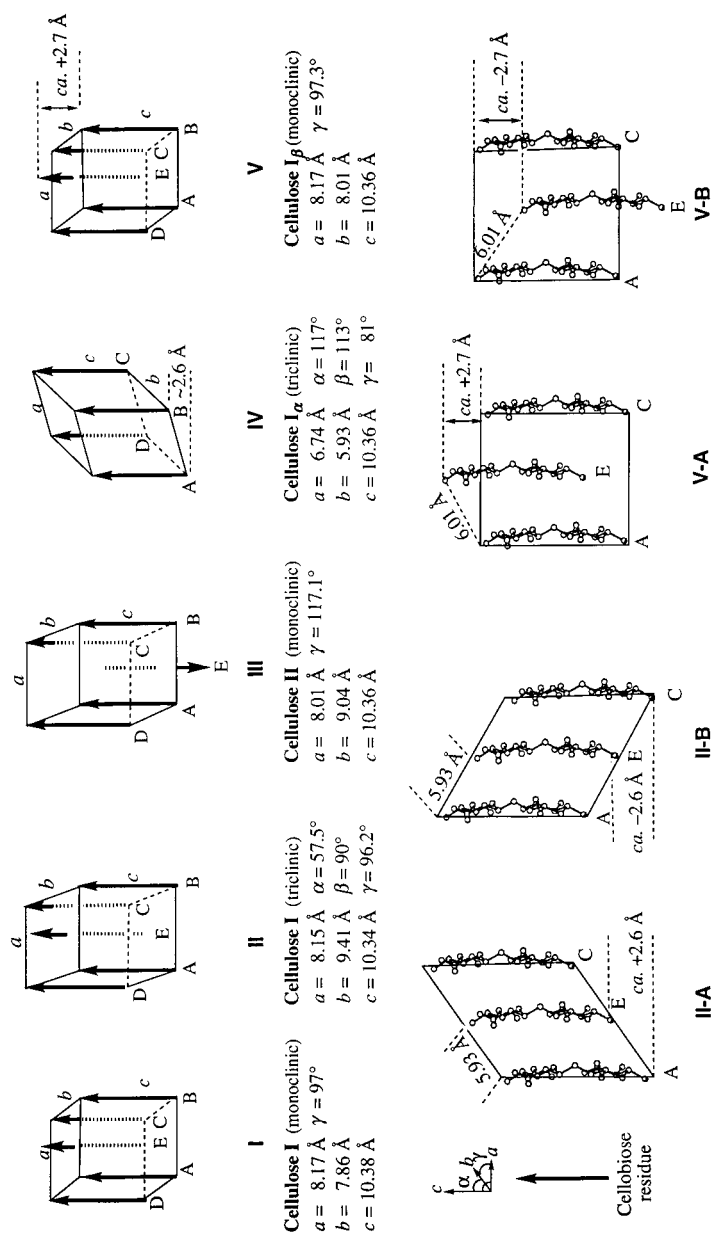 a
b
c
D
C
E
A
B
I
Cellulose I (monoclinic)
a = 8.17 Å γ = 97°
b = 7.86 Å
c = 10.38 Å
a
b
c
D
C
E
A
B
II
Cellulose I (triclinic)
a = 8.15 Å α = 57.5°
b = 9.41 Å β = 90°
c = 10.34 Å γ = 96.2°
a
b
c
D
C
A
B
E
III
Cellulose II (monoclinic)
a = 8.01 Å γ = 117.1°
b = 9.04 Å
c = 10.36 Å
a
c
C
D
b
B
~2.6 Å
A
IV
Cellulose Iα (triclinic)
a = 6.74 Å α = 117°
b = 5.93 Å β = 113°
c = 10.36 Å γ = 81°
ca. +2.7 Å
a
b
c
D
C
E
A
B
V
Cellulose Iβ (monoclinic)
a = 8.17 Å γ = 97.3°
b = 8.01 Å
c = 10.36 Å
c
α b
γ
a
Cellobiose
residue
5.93 Å
C
E
ca. +2.6 Å
A
II-A
5.93 Å
A
E
C
ca. −2.6 Å
II-B
ca. +2.7 Å
6.01 Å
E
A
C
V-A
ca. −2.7 Å
6.01 Å
A
C
E
V-B